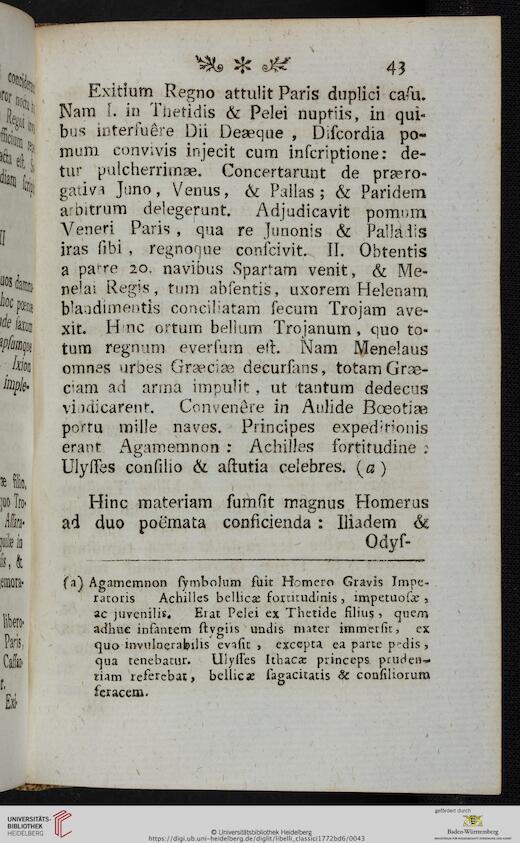 43
Exitium Regno attulit Paris duplici caſu.
Nam I. in Thetidis & Pelei nuptiis, in qui-
bus interfuêre Dii Deæque , Diſcordia po-
mum convivis injecit cum inſcriptione: de-
tur pulcherrimæ. Concertarunt de præro-
gativa Juno, Venus, & Pallas; & Paridem
arbitrum delegerunt. Adjudicavit pomum
Veneri Paris, qua re Junonis & Palladis
iras ſibi , regnoque conſcivit. II. Obtentis
a patre 20. navibus Spartam venit, & Me-
nelai Regis, tum abſentis, uxorem Helenam
blandimentis conciliatam ſecum Trojam ave-
xit. Hinc ortum bellum Trojanum, quo to-
tum regnum everſum eſt. Nam Menelaus
omnes urbes Græciæ decurſans, totam Græ-
ciam ad arma impulit, ut tantum dedecus
vindicarent. Convenêre in Aulide Bœotiæ
portu mille naves. Principes expeditionis
erant Agamemnon: Achilles fortitudine:
Ulyſſes conſilio & aſtutia celebres. (a)
Hinc materiam ſumſit magnus Homerus
ad duo poëmata conficienda: Iliadem &
Odyſ-
(a) Agamemnon ſymbolum fuit Homero Gravis Impe-
ratoris Achilles bellicæ fortitudinis, impetuoſæ,
ac juvenilis. Erat Pelei ex Thetide filius, quem
adhuc infantem ſtygiis undis mater immerſit, ex
quo invulnerabilis evaſit, excepta ea parte pedis,
qua tenebatur. Ulyſſes Ithacæ princeps pruden-
tiam referebat, bellicæ ſagacitatis & conſiliorum
feracem.
UNIVERSITÄTS-
BIBLIOTHEK
HEIDELBERG
© Universitätsbibliothek Heidelberg
https://digi.ub.uni-heidelberg.de/diglit/libelli_classici1772bd6/0043
gefördert durch
Baden-Württemberg